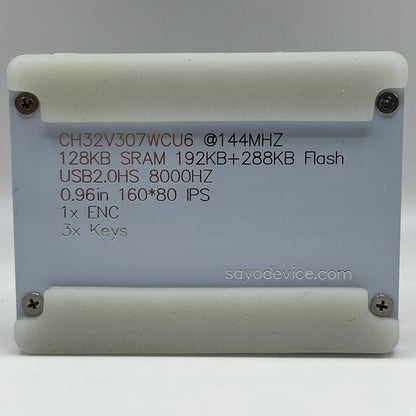 CH32V307WCU6 @144MHZ
128KB SRAM 192KB+288KB Flash
USB2.0HS 8000HZ
0.96in 160*80 IPS
1x ENC
3x Keys
sayodevice.com